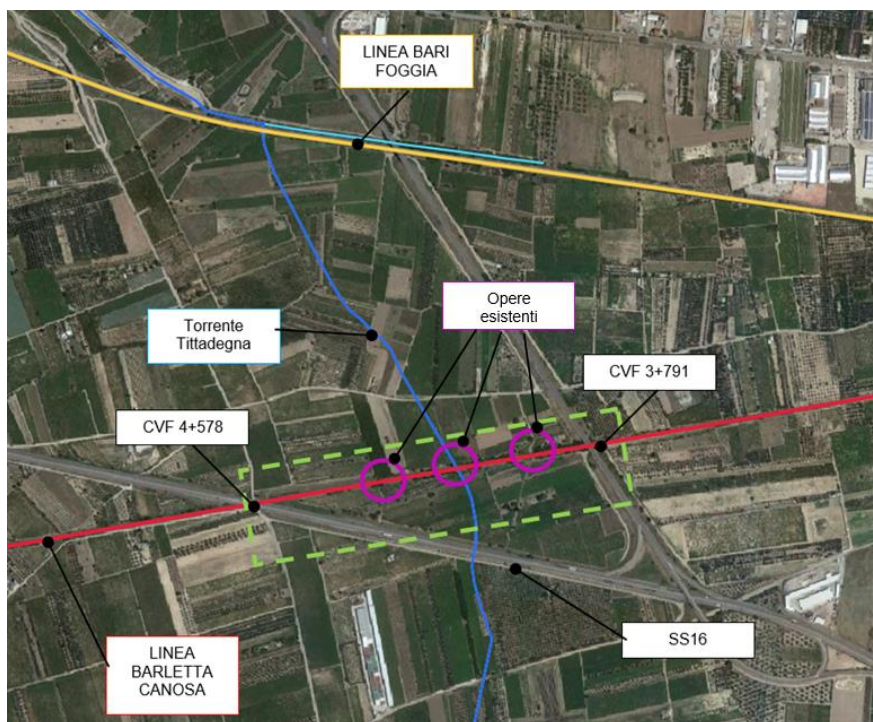 LINEA BARI
FOGGIA
Opere
esistenti
Torrente
Tittadegna
CVF 3+791
CVF 4+578
LINEA
BARLETTA
CANOSA
SS16